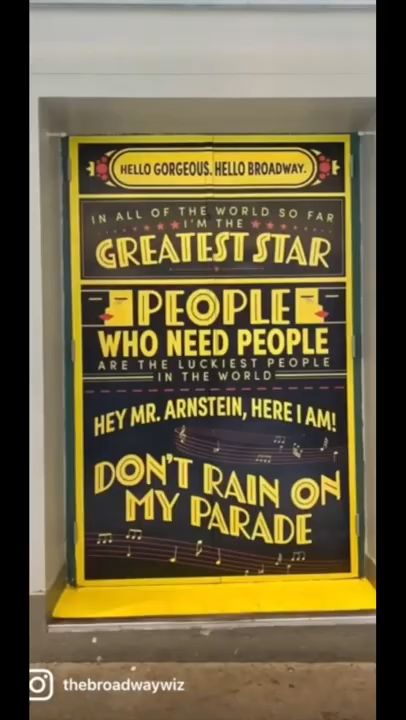 HELLO GORGEOUS. HELLO BROADWAY.
IN ALL OF THE WORLD SO FAR
I'M THE
GREATEST STAR
PEOPLE
WHO NEED PEOPLE
ARE THE LUCKIEST PEOPLE
IN THE WORLD
HEY MR. ARNSTEIN, HERE I AM!
DON'T RAIN ON
MY PARADE
thebroadwaywiz